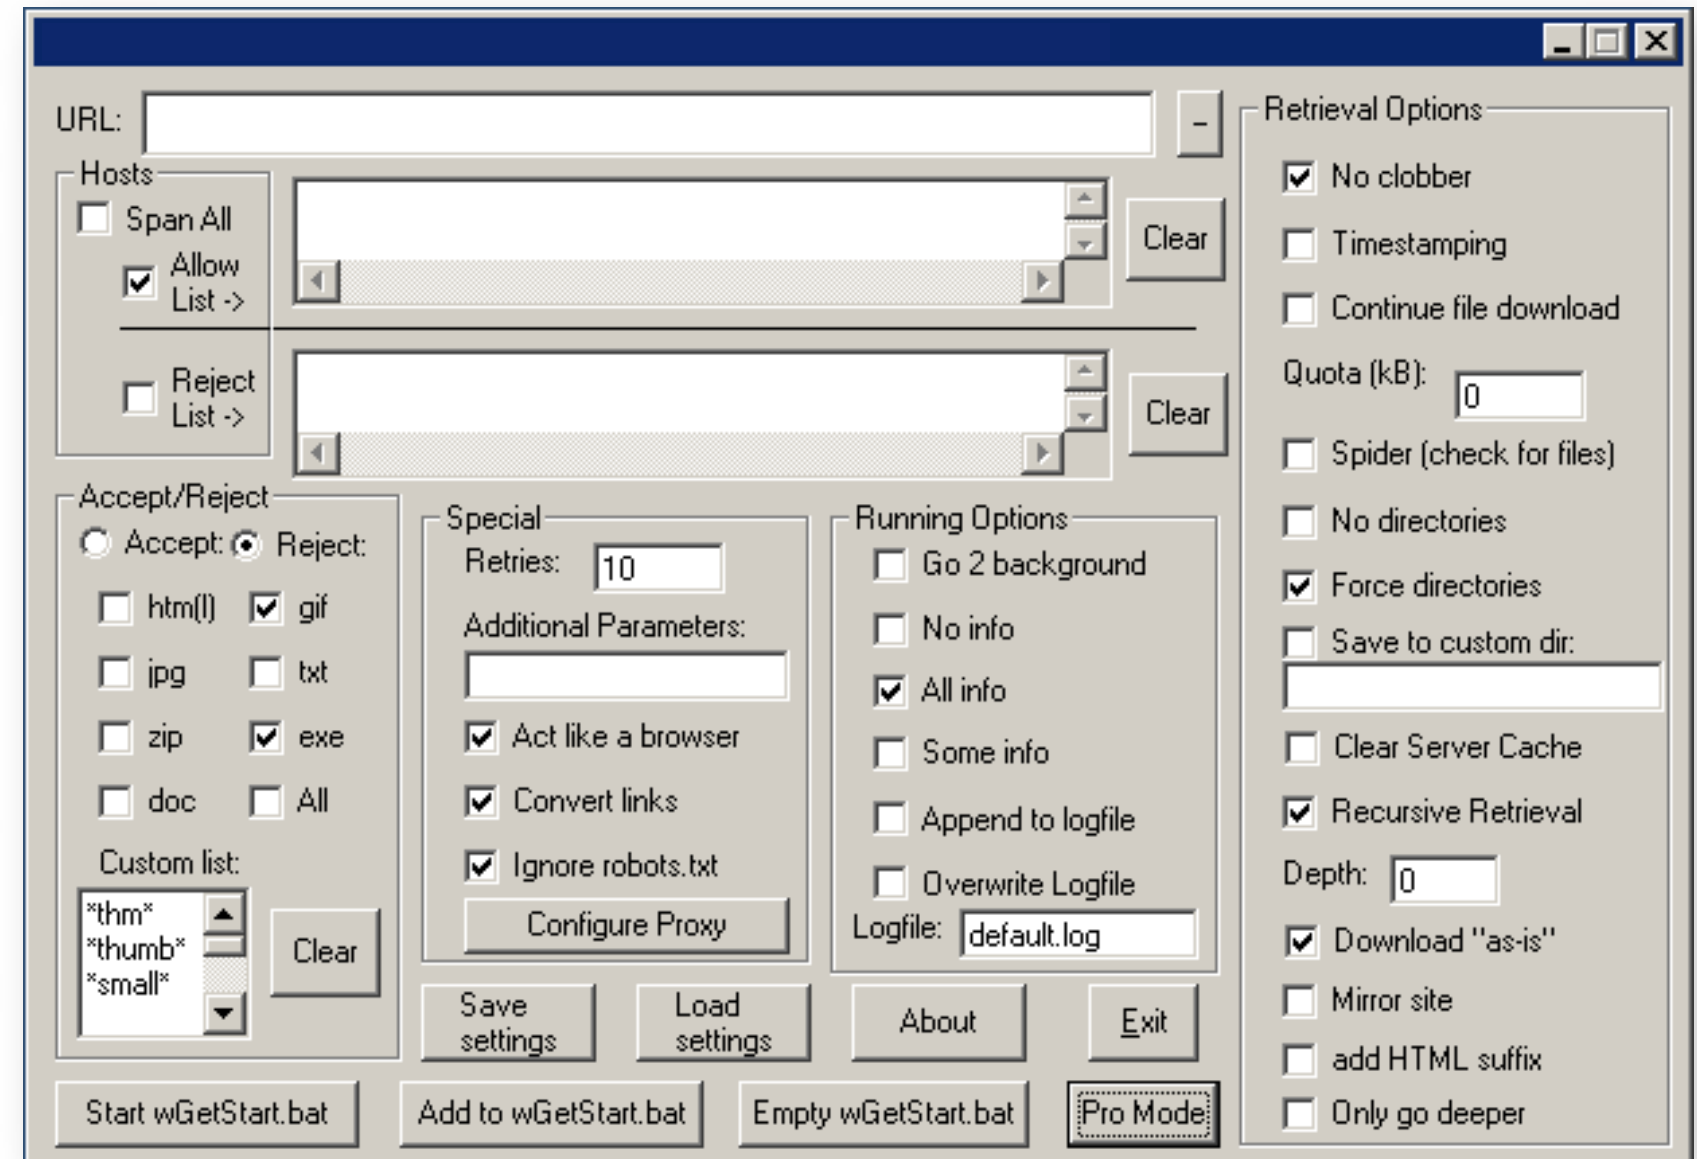 URL:
-
Hosts
Span All
Allow
List ->
Clear
Reject
List ->
Clear
Accept/Reject
Accept: Reject:
htm(l) gif
jpg txt
zip exe
doc All
Custom list:
*thm*
*thumb*
*small*
Clear
Special
Retries: 10
Additional Parameters:
Act like a browser
Convert links
Ignore robots.txt
Configure Proxy
Running Options
Go 2 background
No info
All info
Some info
Append to logfile
Overwrite Logfile
Logfile: default.log
Save
settings
Load
settings
About
Exit
Start wGetStart.bat
Add to wGetStart.bat
Empty wGetStart.bat
Pro Mode
Retrieval Options
No clobber
Timestamping
Continue file download
Quota (kB): 0
Spider (check for files)
No directories
Force directories
Save to custom dir:
Clear Server Cache
Recursive Retrieval
Depth: 0
Download "as-is"
Mirror site
add HTML suffix
Only go deeper